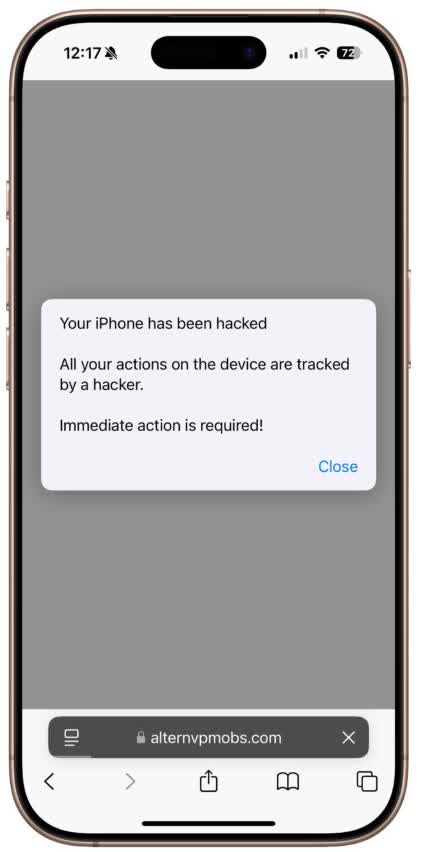 12:17
72
Your iPhone has been hacked
All your actions on the device are tracked
by a hacker.
Immediate action is required!
Close
alternvpmobs.com